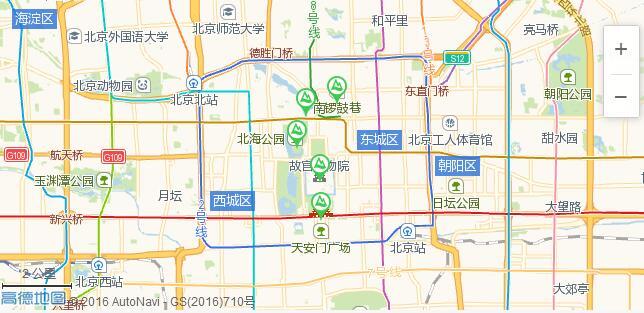 海淀区
北京师范大学
8号线
和平里
北京外国语大学
亮马桥
德胜门桥
S12
北京动物园
东直门桥
朝阳公园
北京北站
南锣鼓巷
北海公园
东城区
北京工人体育馆
甜水园
G109
航天桥
G109
故宫博物院
朝阳区
玉渊潭公园
月坛
西城区
日坛公园
大望路
新兴桥
2号线
天安门广场
北京站
2 公里
北京西站
7号线
大郊亭
高德地图
© 2016 AutoNavi - GS(2016)710号
公主桥
+
−